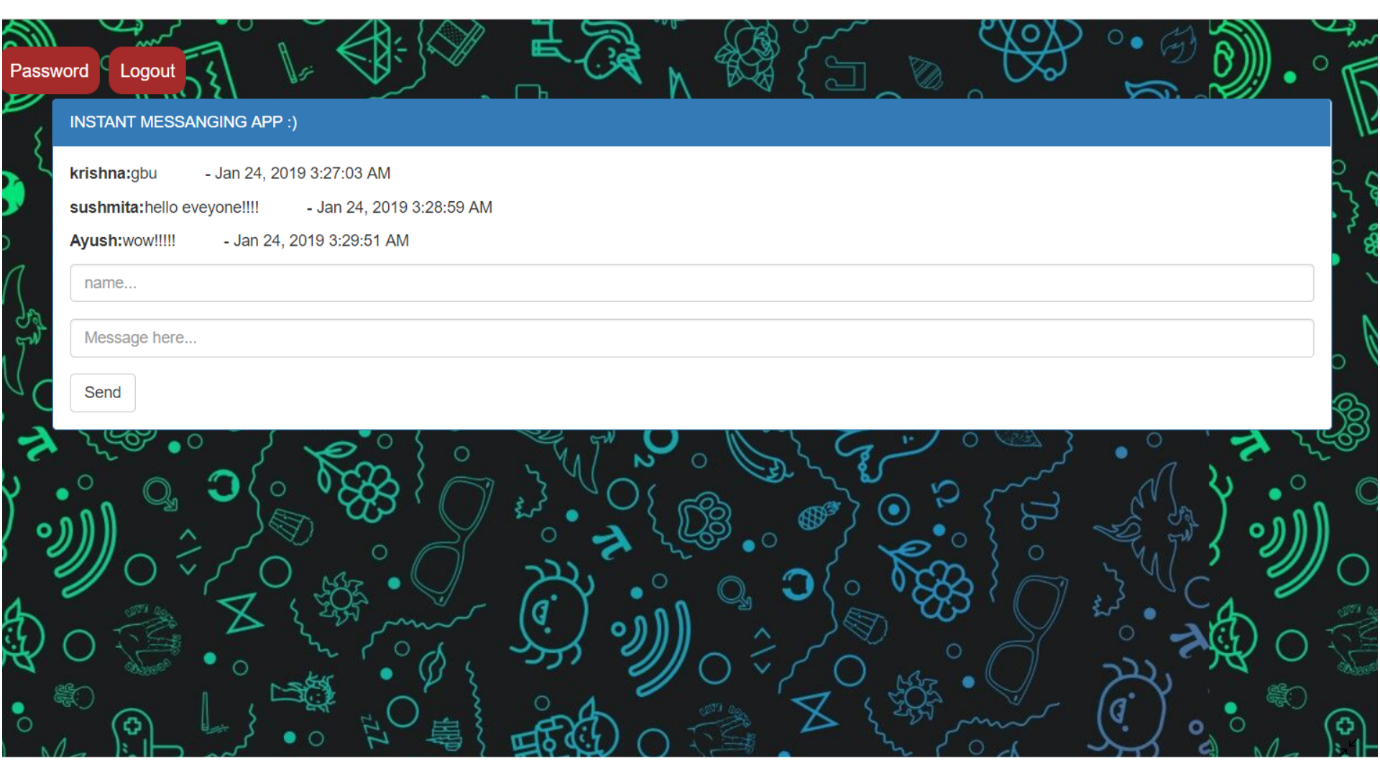 Password Logout
INSTANT MESSANGING APP :)
krishna:gbu - Jan 24, 2019 3:27:03 AM
sushmita:hello eveyone!!!! - Jan 24, 2019 3:28:59 AM
Ayush:wow!!!!! - Jan 24, 2019 3:29:51 AM
name...
Message here...
Send